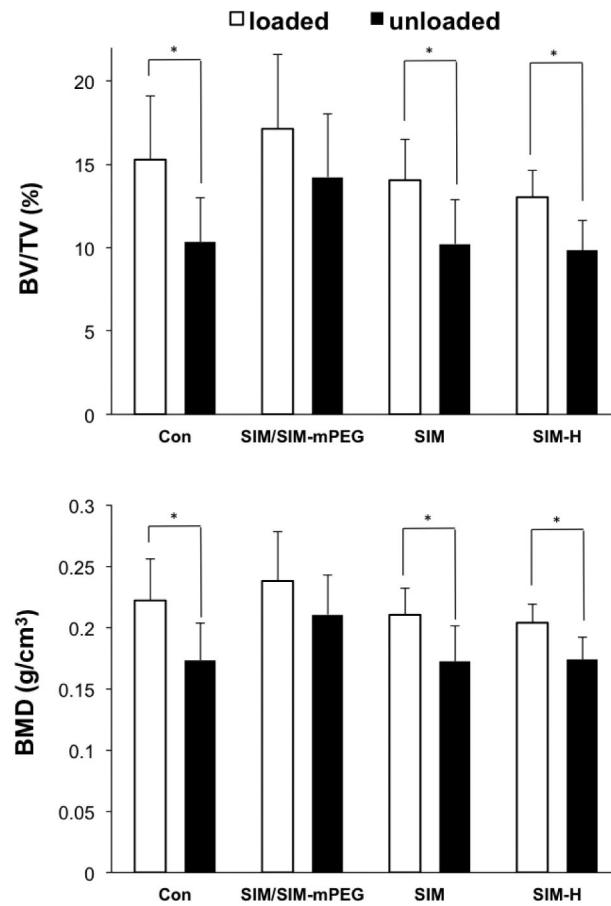 loaded unloaded
* * *
20
15
10
5
0
BV/TV (%)
Con SIM/SIM-mPEG SIM SIM-H
* * *
0.3
0.25
0.2
0.15
0.1
0.05
0
BMD (g/cm³)
Con SIM/SIM-mPEG SIM SIM-H